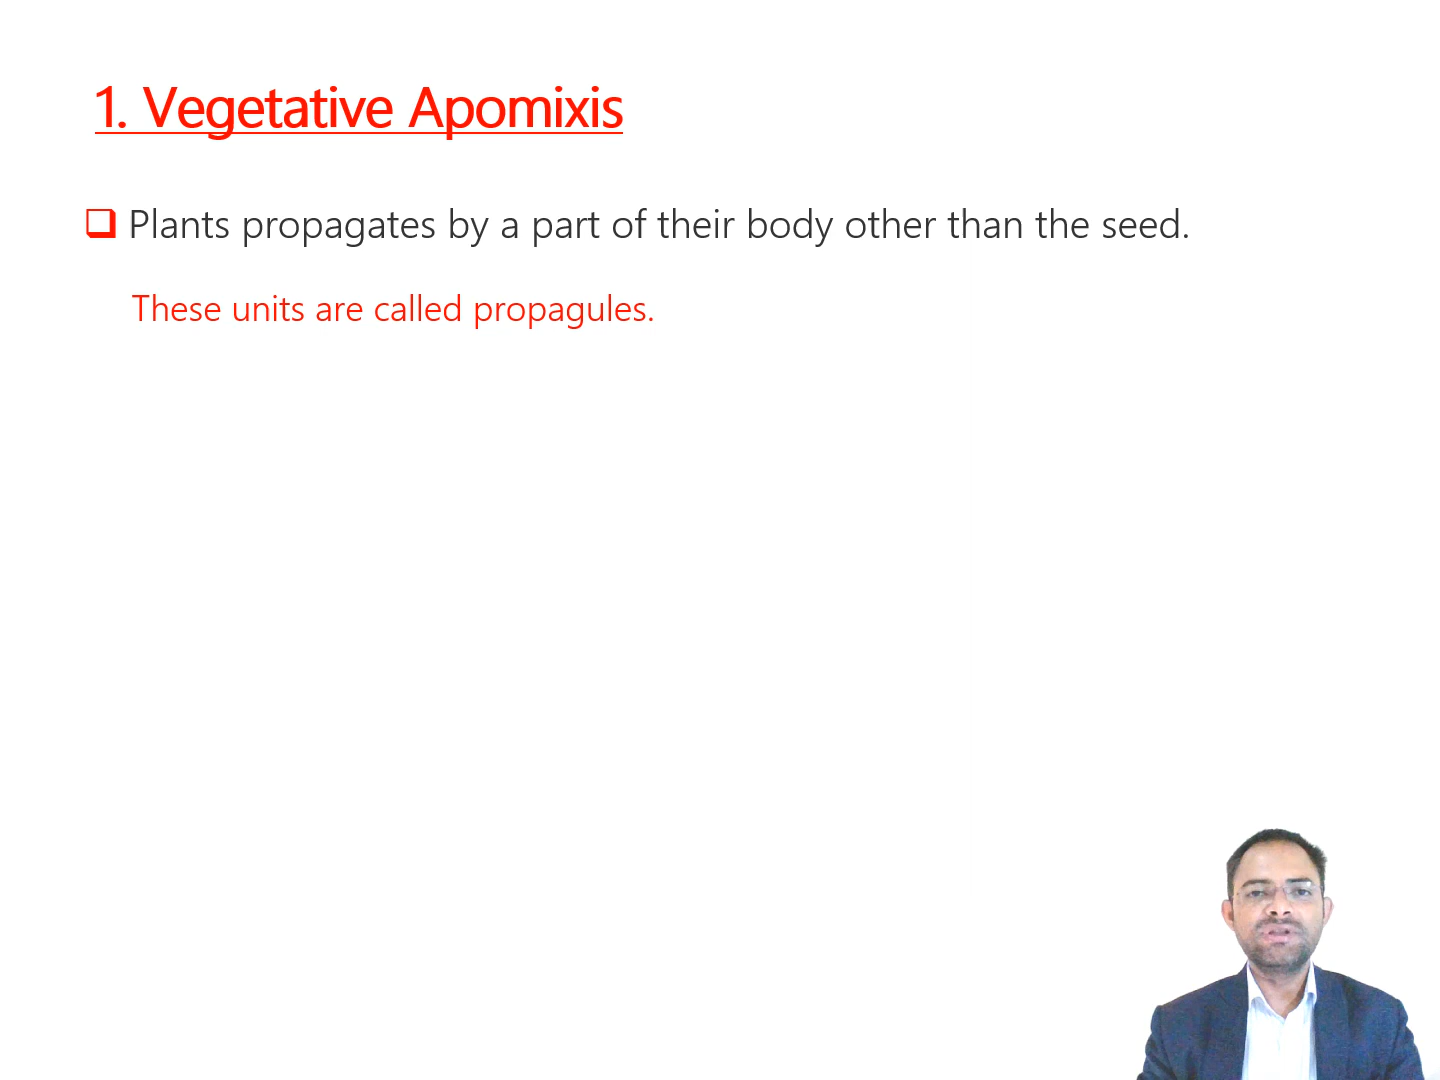 1. Vegetative Apomixis
Plants propagates by a part of their body other than the seed.
These units are called propagules.